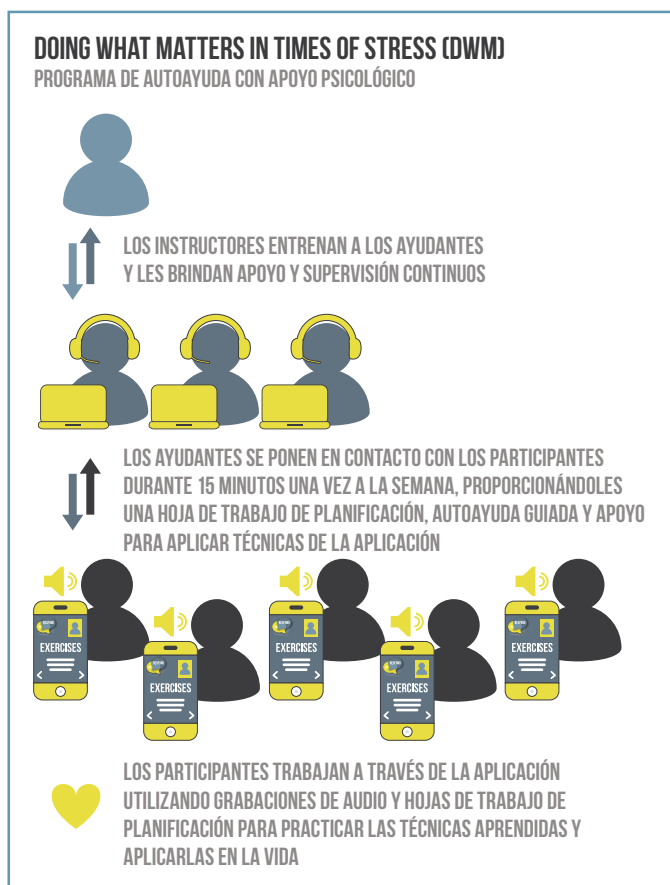 DOING WHAT MATTERS IN TIMES OF STRESS (DWM)
PROGRAMA DE AUTOAYUDA CON APOYO PSICOLÓGICO
LOS INSTRUCTORES ENTRENAN A LOS AYUDANTES
Y LES BRINDAN APOYO Y SUPERVISIÓN CONTINUOS
LOS AYUDANTES SE PONEN EN CONTACTO CON LOS PARTICIPANTES
DURANTE 15 MINUTOS UNA VEZ A LA SEMANA, PROPORCIONÁNDOLES
UNA HOJA DE TRABAJO DE PLANIFICACIÓN, AUTOAYUDA GUIADA Y APOYO
PARA APLICAR TÉCNICAS DE LA APLICACIÓN
EXERCISES
EXERCISES
EXERCISES
EXERCISES
EXERCISES
LOS PARTICIPANTES TRABAJAN A TRAVÉS DE LA APLICACIÓN
UTILIZANDO GRABACIONES DE AUDIO Y HOJAS DE TRABAJO DE
PLANIFICACIÓN PARA PRACTICAR LAS TÉCNICAS APRENDIDAS Y
APLICARLAS EN LA VIDA